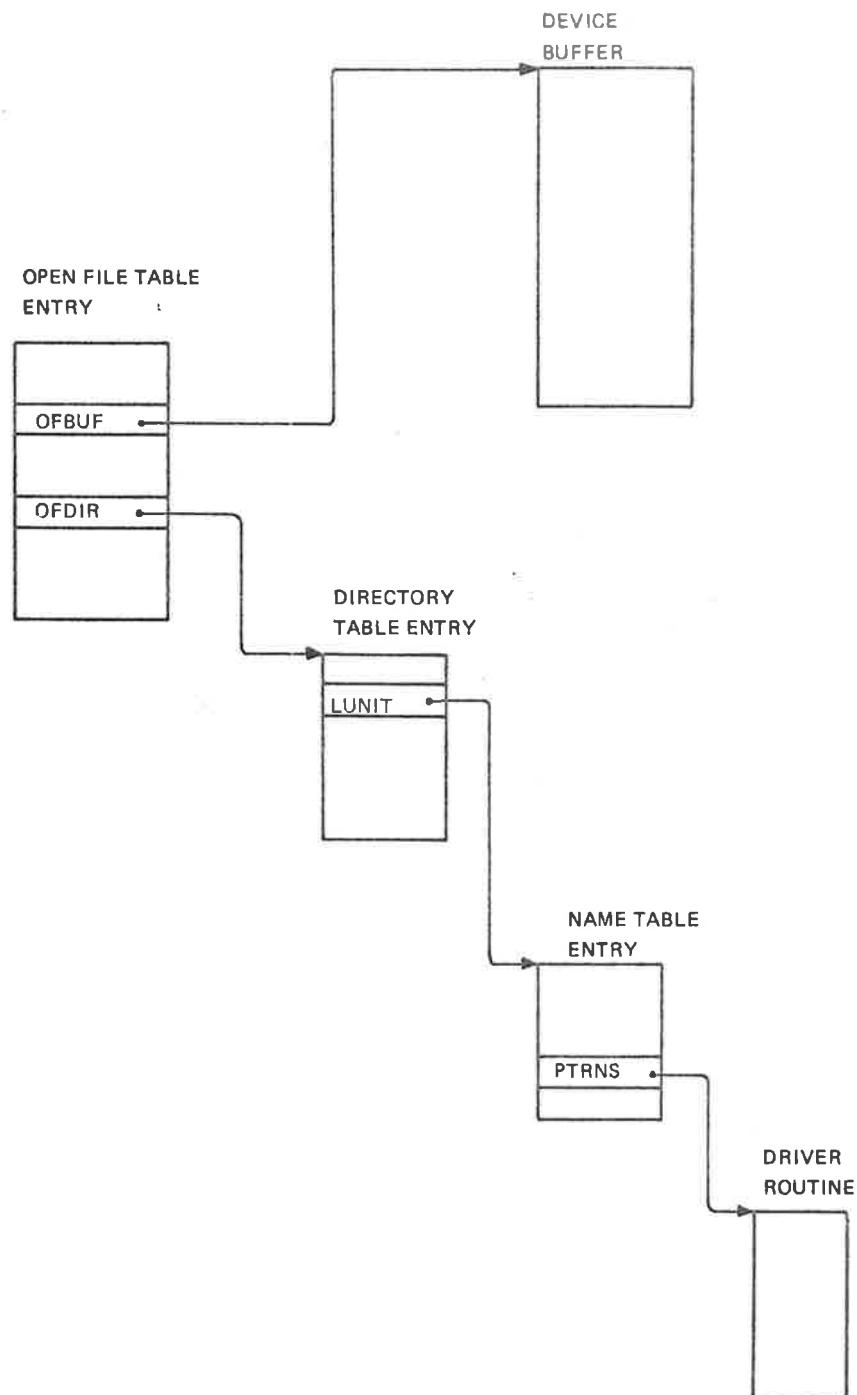 DEVICE
BUFFER
OPEN FILE TABLE
ENTRY
OFBUF
OFDIR
DIRECTORY
TABLE ENTRY
LUNIT
NAME TABLE
ENTRY
PTRNS
DRIVER
ROUTINE